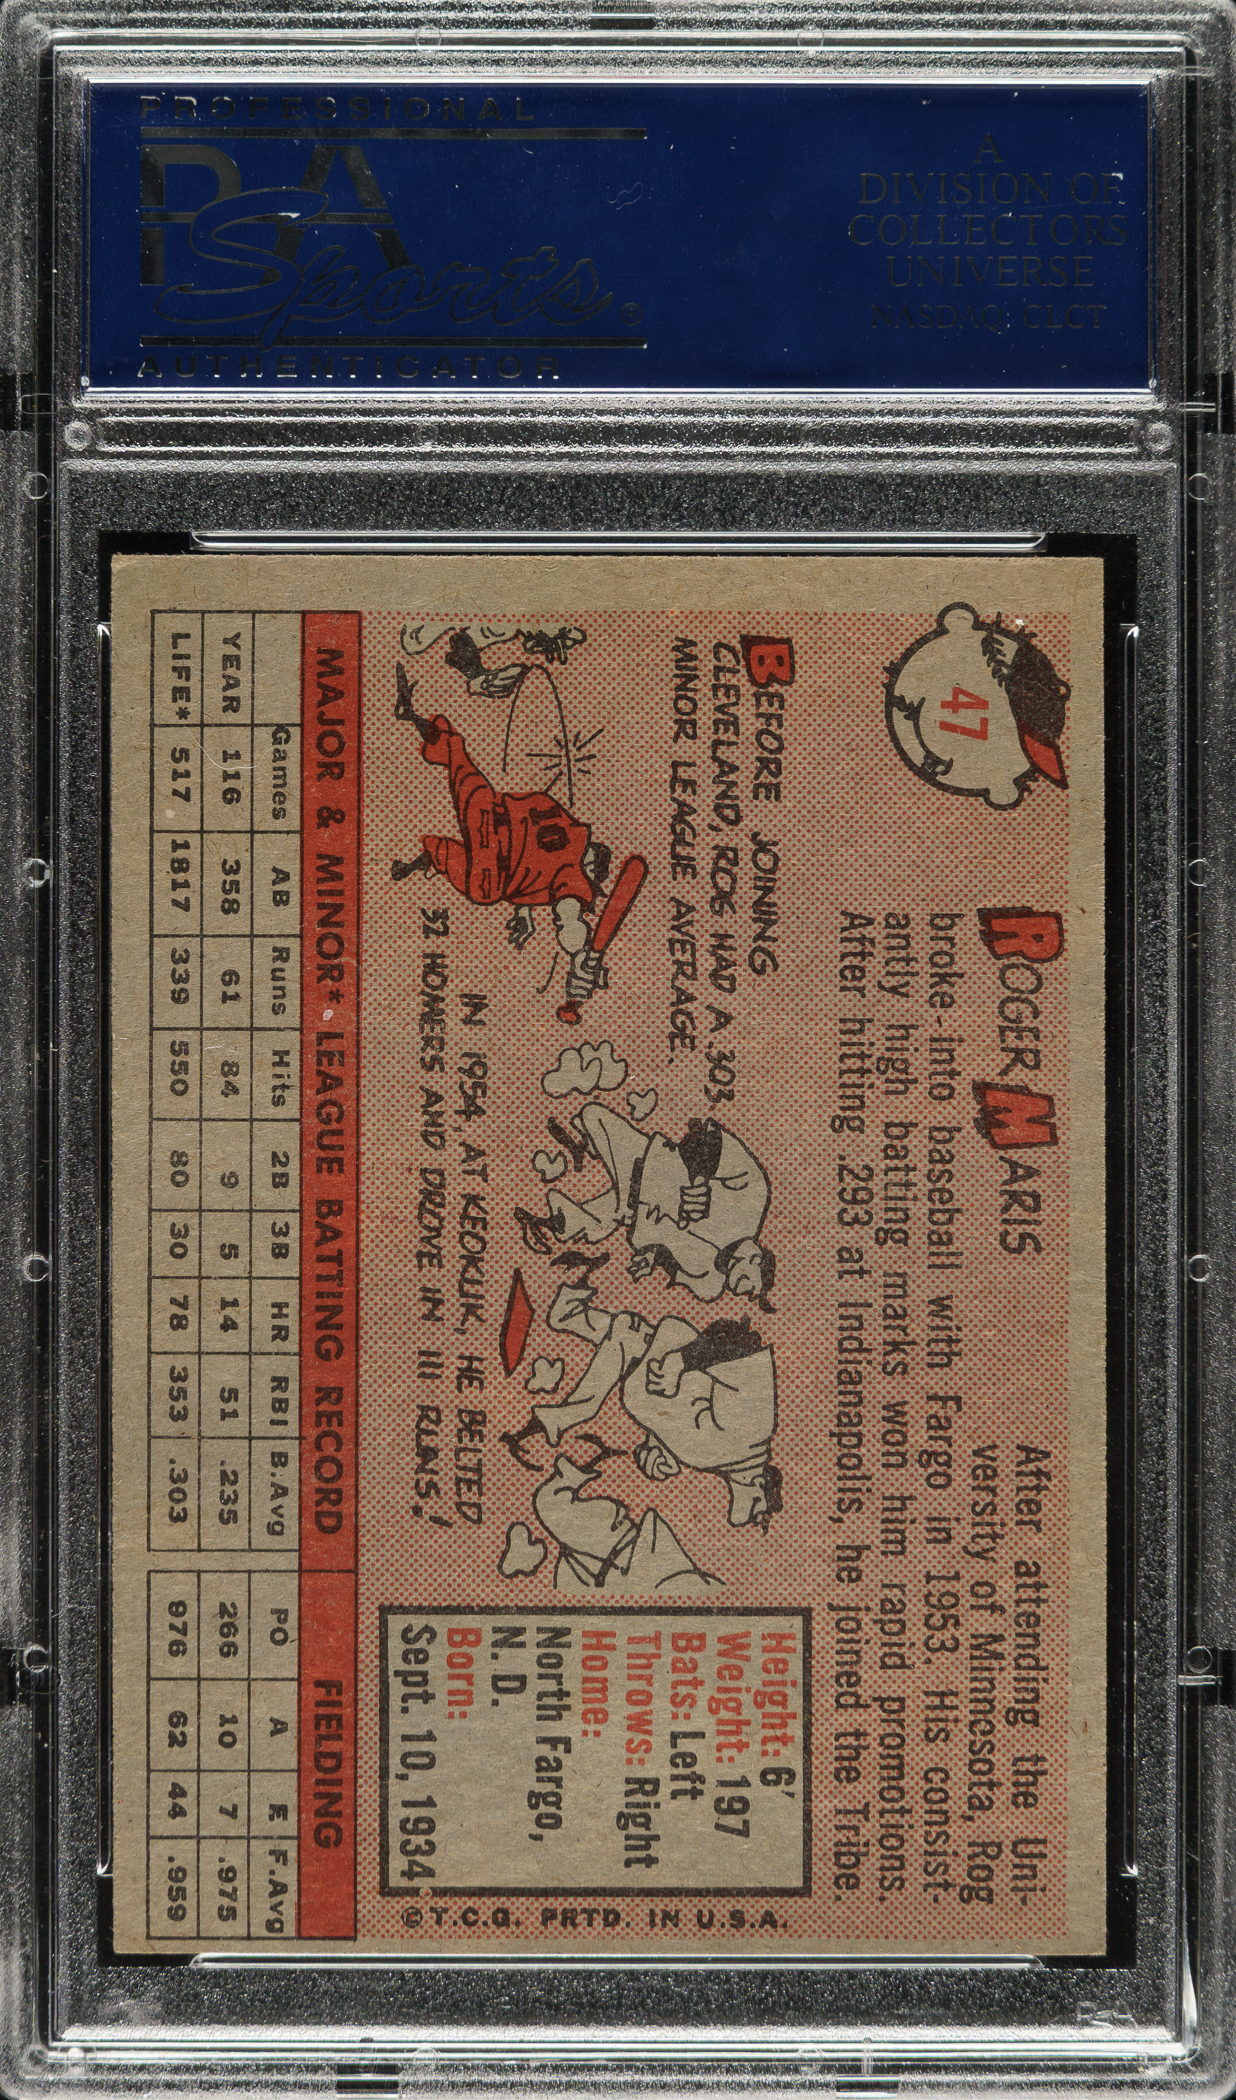 PROFESSIONAL
PSA
Sports®
AUTHENTICATOR
A
DIVISION OF
COLLECTORS
UNIVERSE
NASDAQ: CLCT
47
ROGER MARIS
After attending the Uni-
versity of Minnesota, Rog
broke-into baseball with Fargo in 1953. His consist-
antly high batting marks won him rapid promotions.
After hitting .293 at Indianapolis, he joined the Tribe.
BEFORE JOINING
CLEVELAND, ROG HAD A .303
MINOR LEAGUE AVERAGE.
10
IN 1954, AT KEOKUK, HE BELTED
32 HOMERS AND DROVE IN 111 RUNS!
Height: 6'
Weight: 197
Bats: Left
Throws: Right
Home:
North Fargo,
N. D.
Born:
Sept. 10, 1934
© T.C.G. PRTD. IN U.S.A.
MAJOR & MINOR* LEAGUE BATTING RECORD FIELDING
Games AB Runs Hits 2B 3B HR RBI B.Avg PO A E F.Avg
YEAR 116 358 61 84 9 5 14 51 .235 266 10 7 .975
LIFE* 517 1817 339 550 80 30 78 353 .303 976 62 44 .959